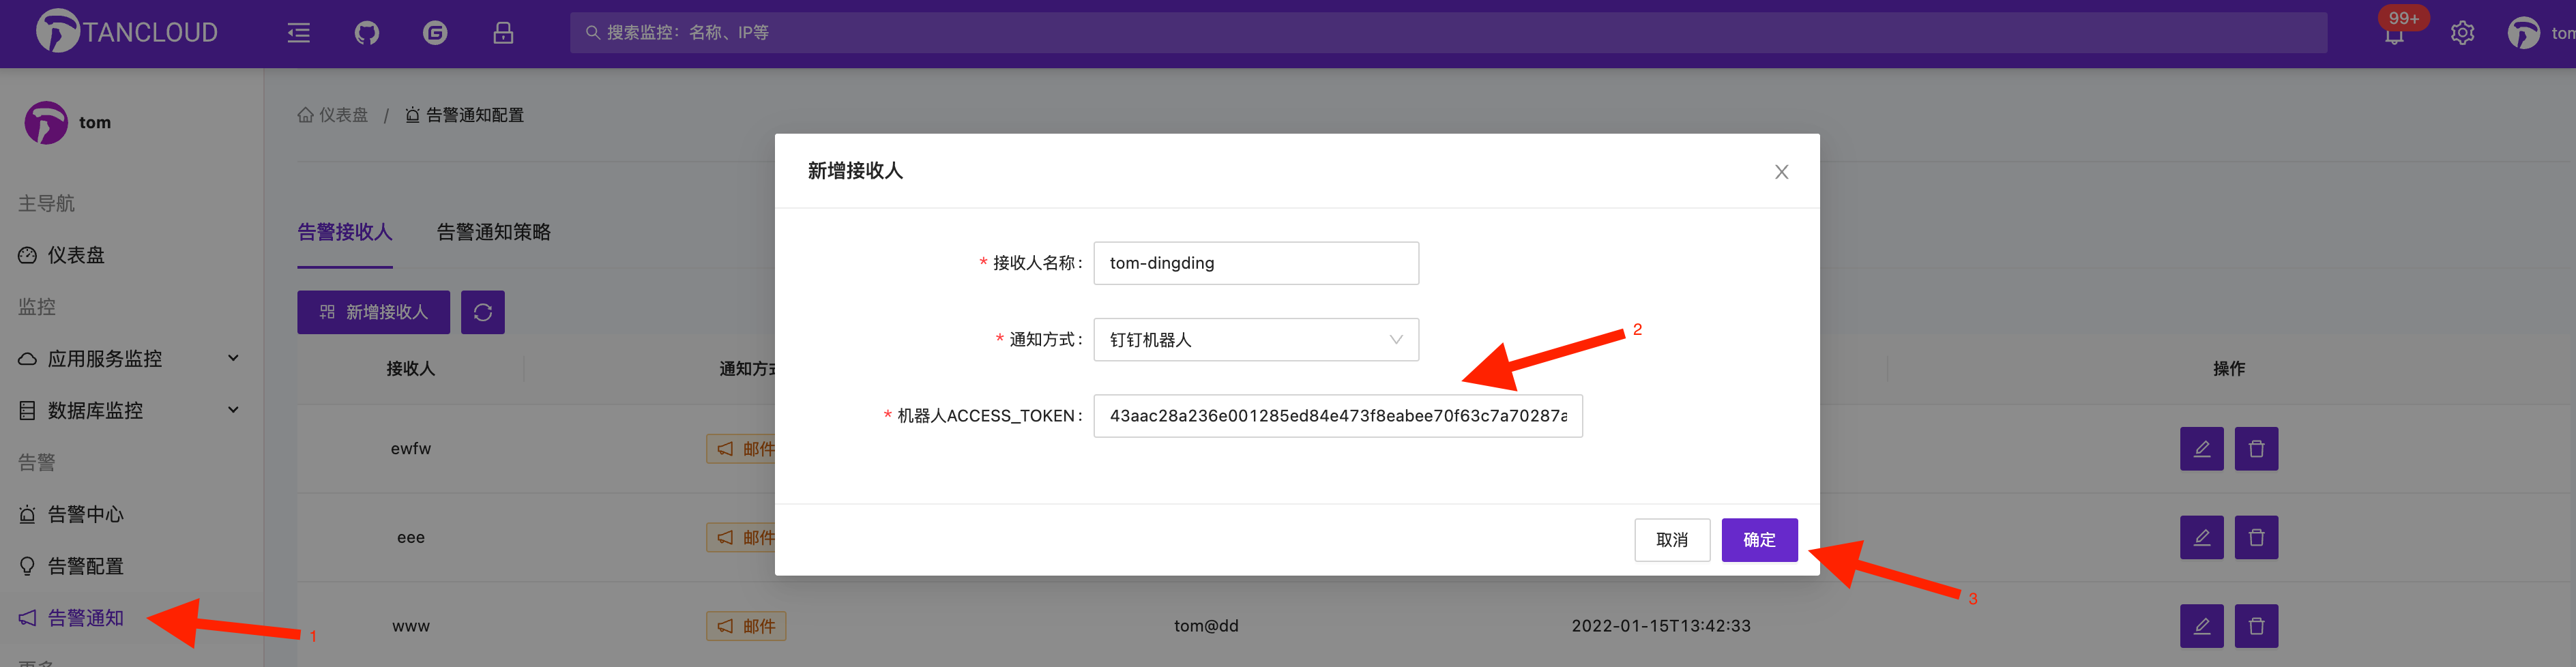 TANCLOUD
搜索监控：名称、IP等
99+
tom
tom
主导航
仪表盘
监控
应用服务监控
数据库监控
告警
告警中心
告警配置
告警通知
1
仪表盘 / 告警通知配置
告警接收人 告警通知策略
新增接收人
接收人 通知方式 操作
ewfw 邮件
eee 邮件
www 邮件 tom@dd 2022-01-15T13:42:33
新增接收人
* 接收人名称: tom-dingding
* 通知方式: 钉钉机器人
2
* 机器人ACCESS_TOKEN: 43aac28a236e001285ed84e473f8eabee70f63c7a70287a
取消 确定
3